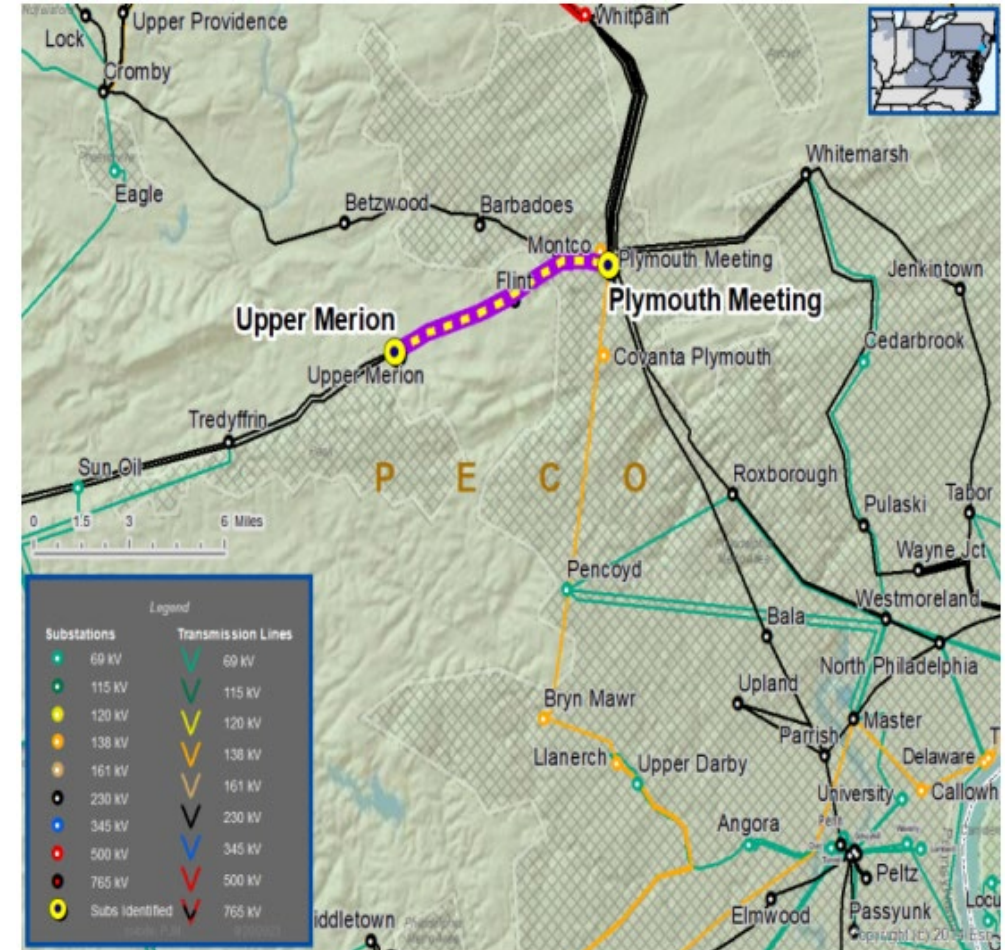 Upper Providence
Whitpain
Lock
Cromby
Whitemarsh
Eagle
Betzwood
Barbadoes
Montco
Plymouth Meeting
Jenkintown
Flint
Plymouth Meeting
Upper Merion
Cedarbrook
Covanta Plymouth
Upper Merion
Tredyffrin
Sun Oil
P E C O
Roxborough
Pulaski
Tabor
0 1.5 3 6 Miles
Wayne Jct
Pencoyd
Westmoreland
Bala
North Philadelphia
Upland
Bryn Mawr
Master
Parrish
Llanerch
Upper Darby
Delaware
University
Callowh
Angora
Peltz
Elmwood
Passyunk
Locu
iddletown
Legend
Substations Transmission Lines
69 kV 69 kV
115 kV 115 kV
120 kV 120 kV
138 kV 138 kV
161 kV 161 kV
230 kV 230 kV
345 kV 345 kV
500 kV 500 kV
765 kV 765 kV
Subs Identified